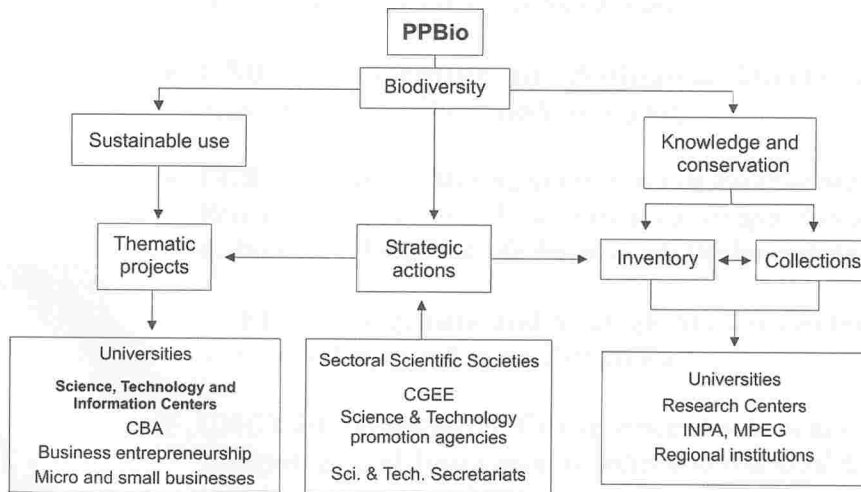 PPBio
Biodiversity
Sustainable use
Knowledge and
conservation
Thematic
projects
Strategic
actions
Inventory
Collections
Universities
Science, Technology and
Information Centers
CBA
Business entrepreneurship
Micro and small businesses
Sectoral Scientific Societies
CGEE
Science & Technology
promotion agencies
Sci. & Tech. Secretariats
Universities
Research Centers
INPA, MPEG
Regional institutions